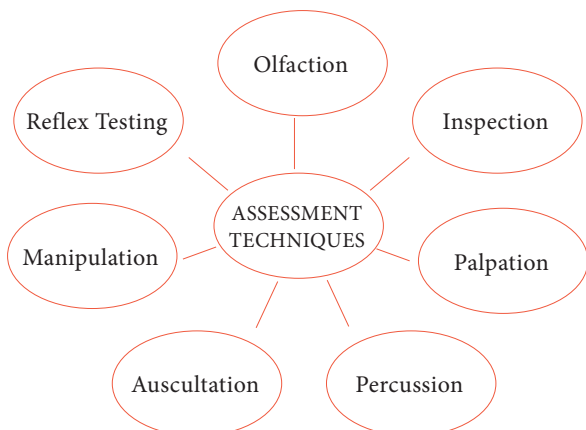 Olfaction
Reflex Testing
Inspection
ASSESSMENT
TECHNIQUES
Manipulation
Palpation
Auscultation
Percussion